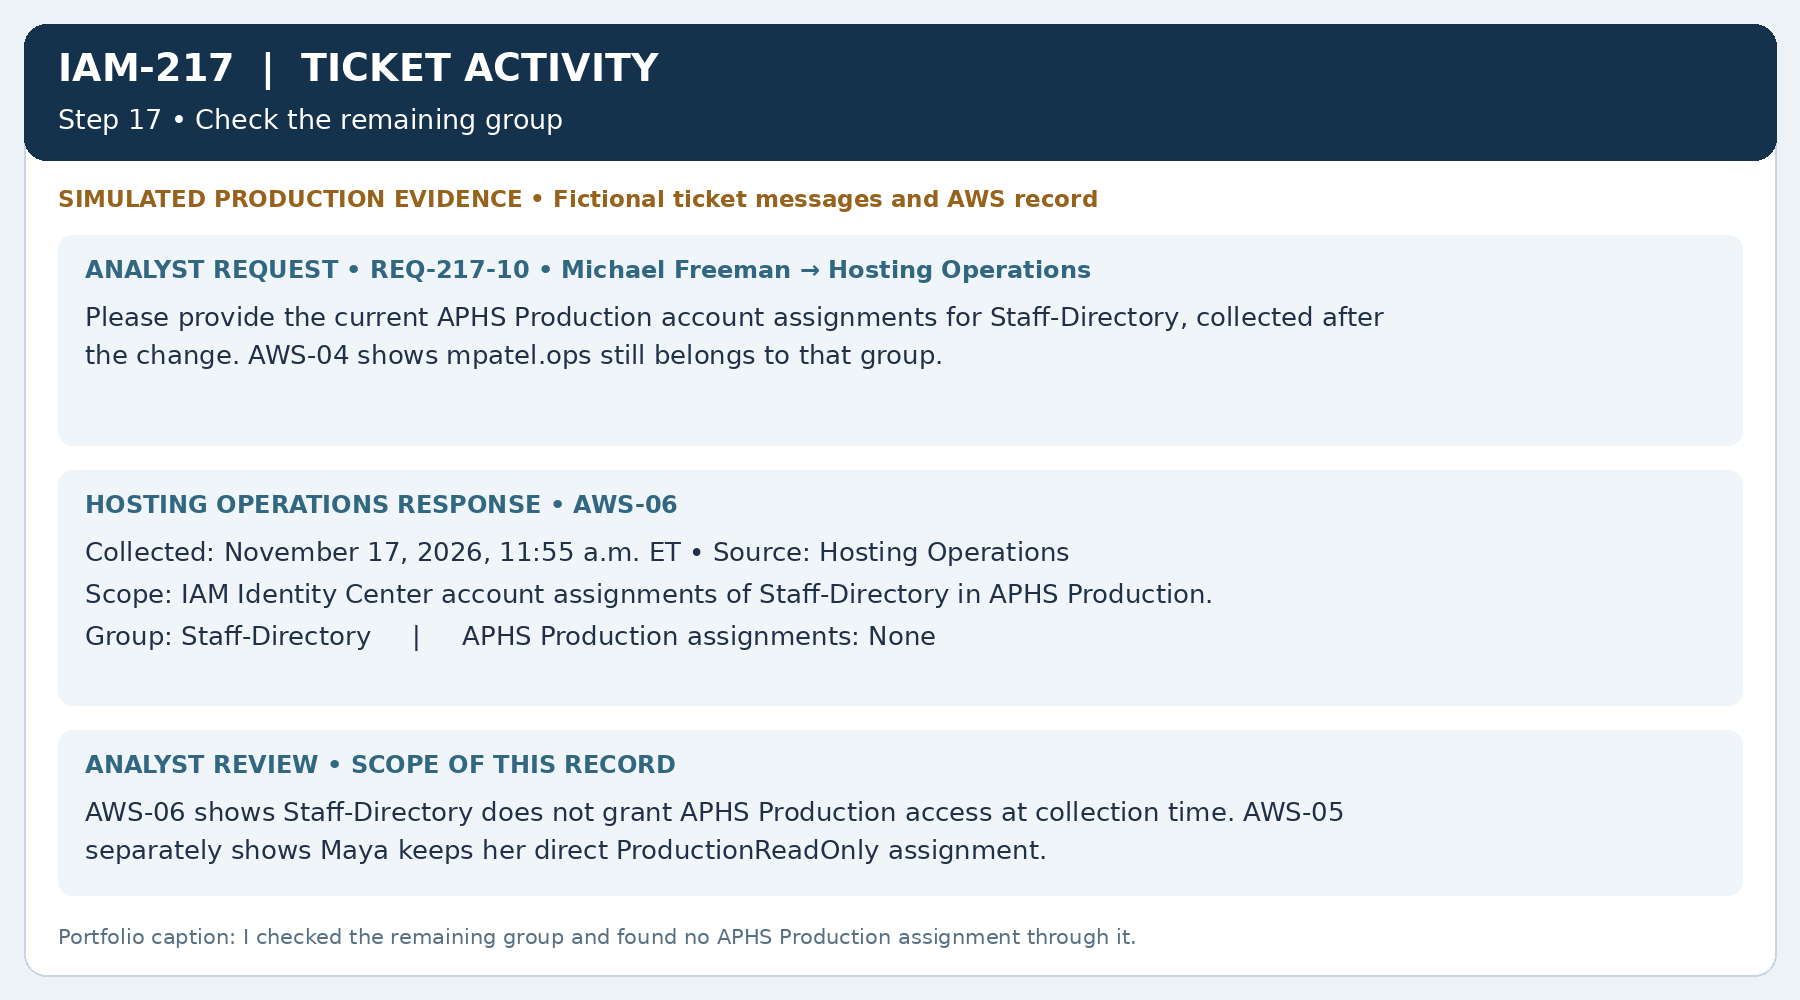 IAM-217 | TICKET ACTIVITY
Step 17 • Check the remaining group
SIMULATED PRODUCTION EVIDENCE • Fictional ticket messages and AWS record
ANALYST REQUEST • REQ-217-10 • Michael Freeman → Hosting Operations
Please provide the current APHS Production account assignments for Staff-Directory, collected after
the change. AWS-04 shows mpatel.ops still belongs to that group.
HOSTING OPERATIONS RESPONSE • AWS-06
Collected: November 17, 2026, 11:55 a.m. ET • Source: Hosting Operations
Scope: IAM Identity Center account assignments of Staff-Directory in APHS Production.
Group: Staff-Directory | APHS Production assignments: None
ANALYST REVIEW • SCOPE OF THIS RECORD
AWS-06 shows Staff-Directory does not grant APHS Production access at collection time. AWS-05
separately shows Maya keeps her direct ProductionReadOnly assignment.
Portfolio caption: I checked the remaining group and found no APHS Production assignment through it.